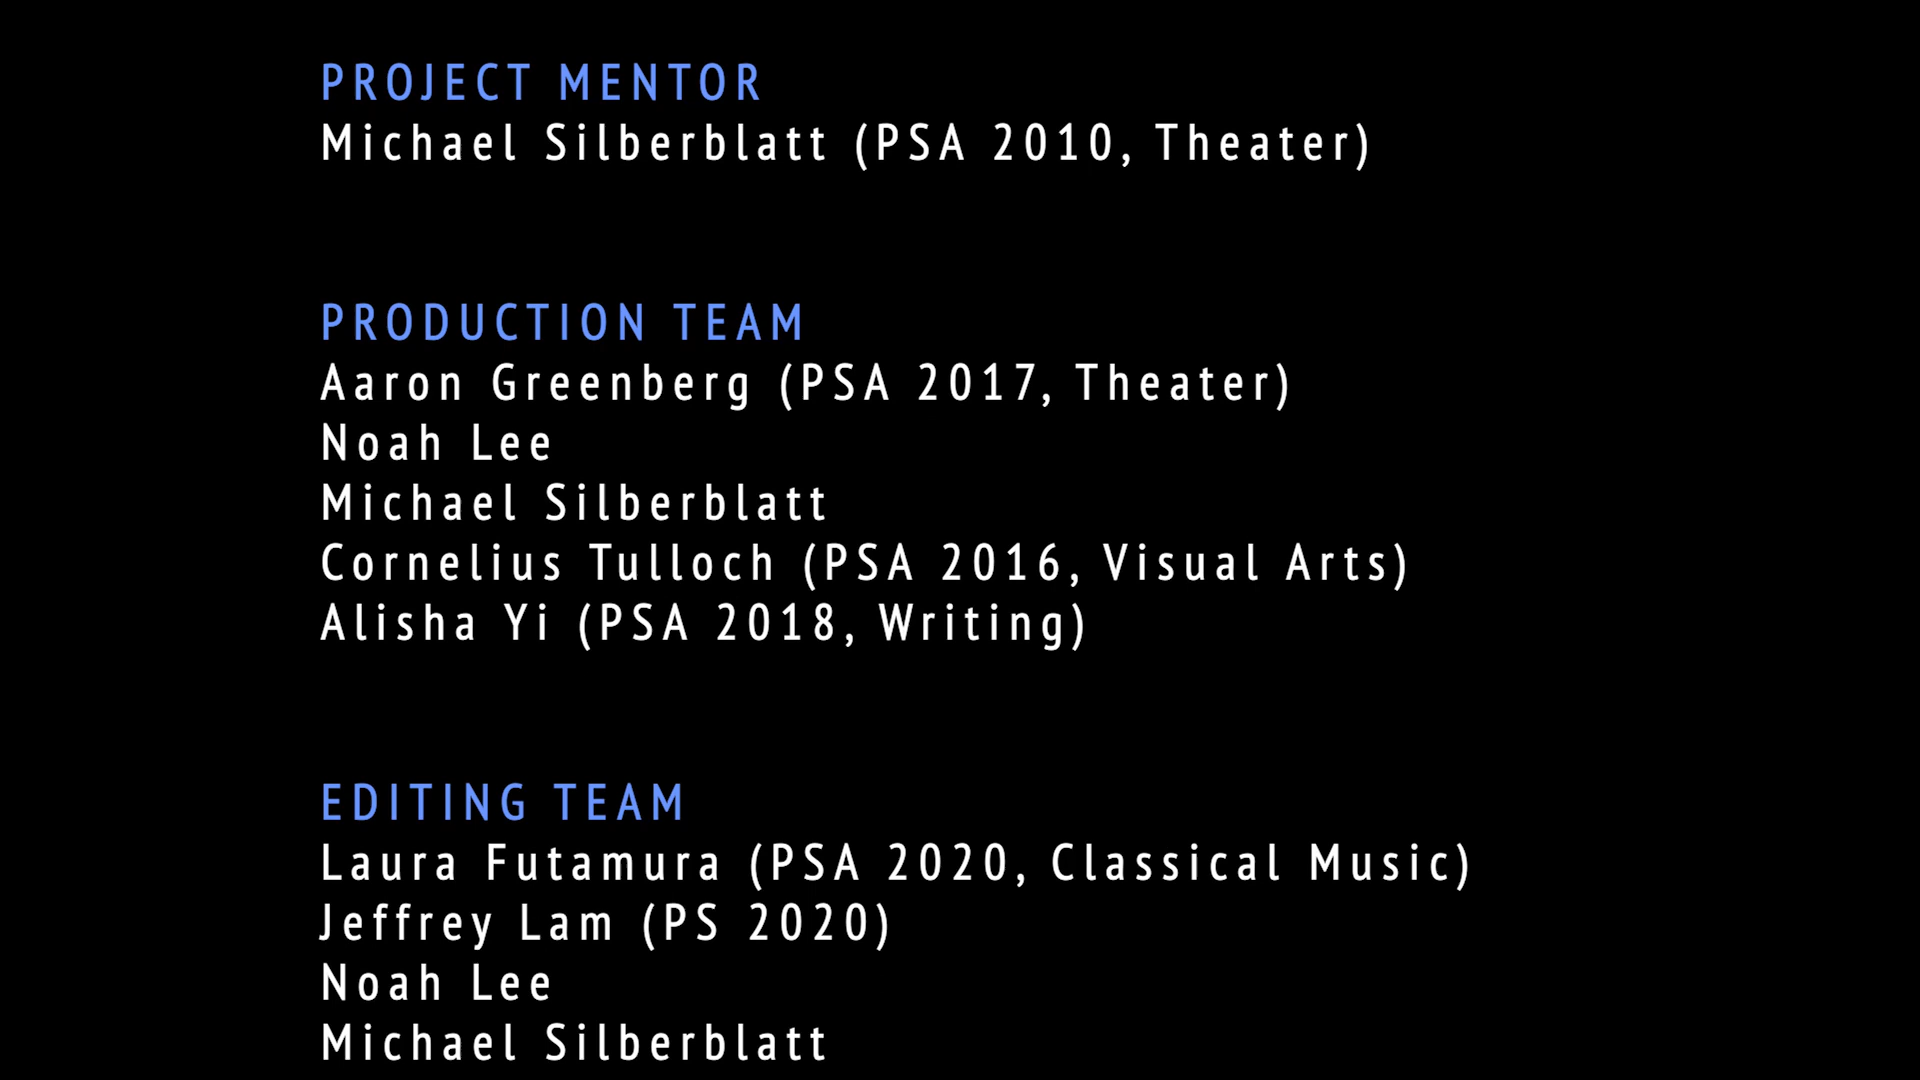 PROJECT MENTOR
Michael Silberblatt (PSA 2010, Theater)
PRODUCTION TEAM
Aaron Greenberg (PSA 2017, Theater)
Noah Lee
Michael Silberblatt
Cornelius Tulloch (PSA 2016, Visual Arts)
Alisha Yi (PSA 2018, Writing)
EDITING TEAM
Laura Futamura (PSA 2020, Classical Music)
Jeffrey Lam (PS 2020)
Noah Lee
Michael Silberblatt